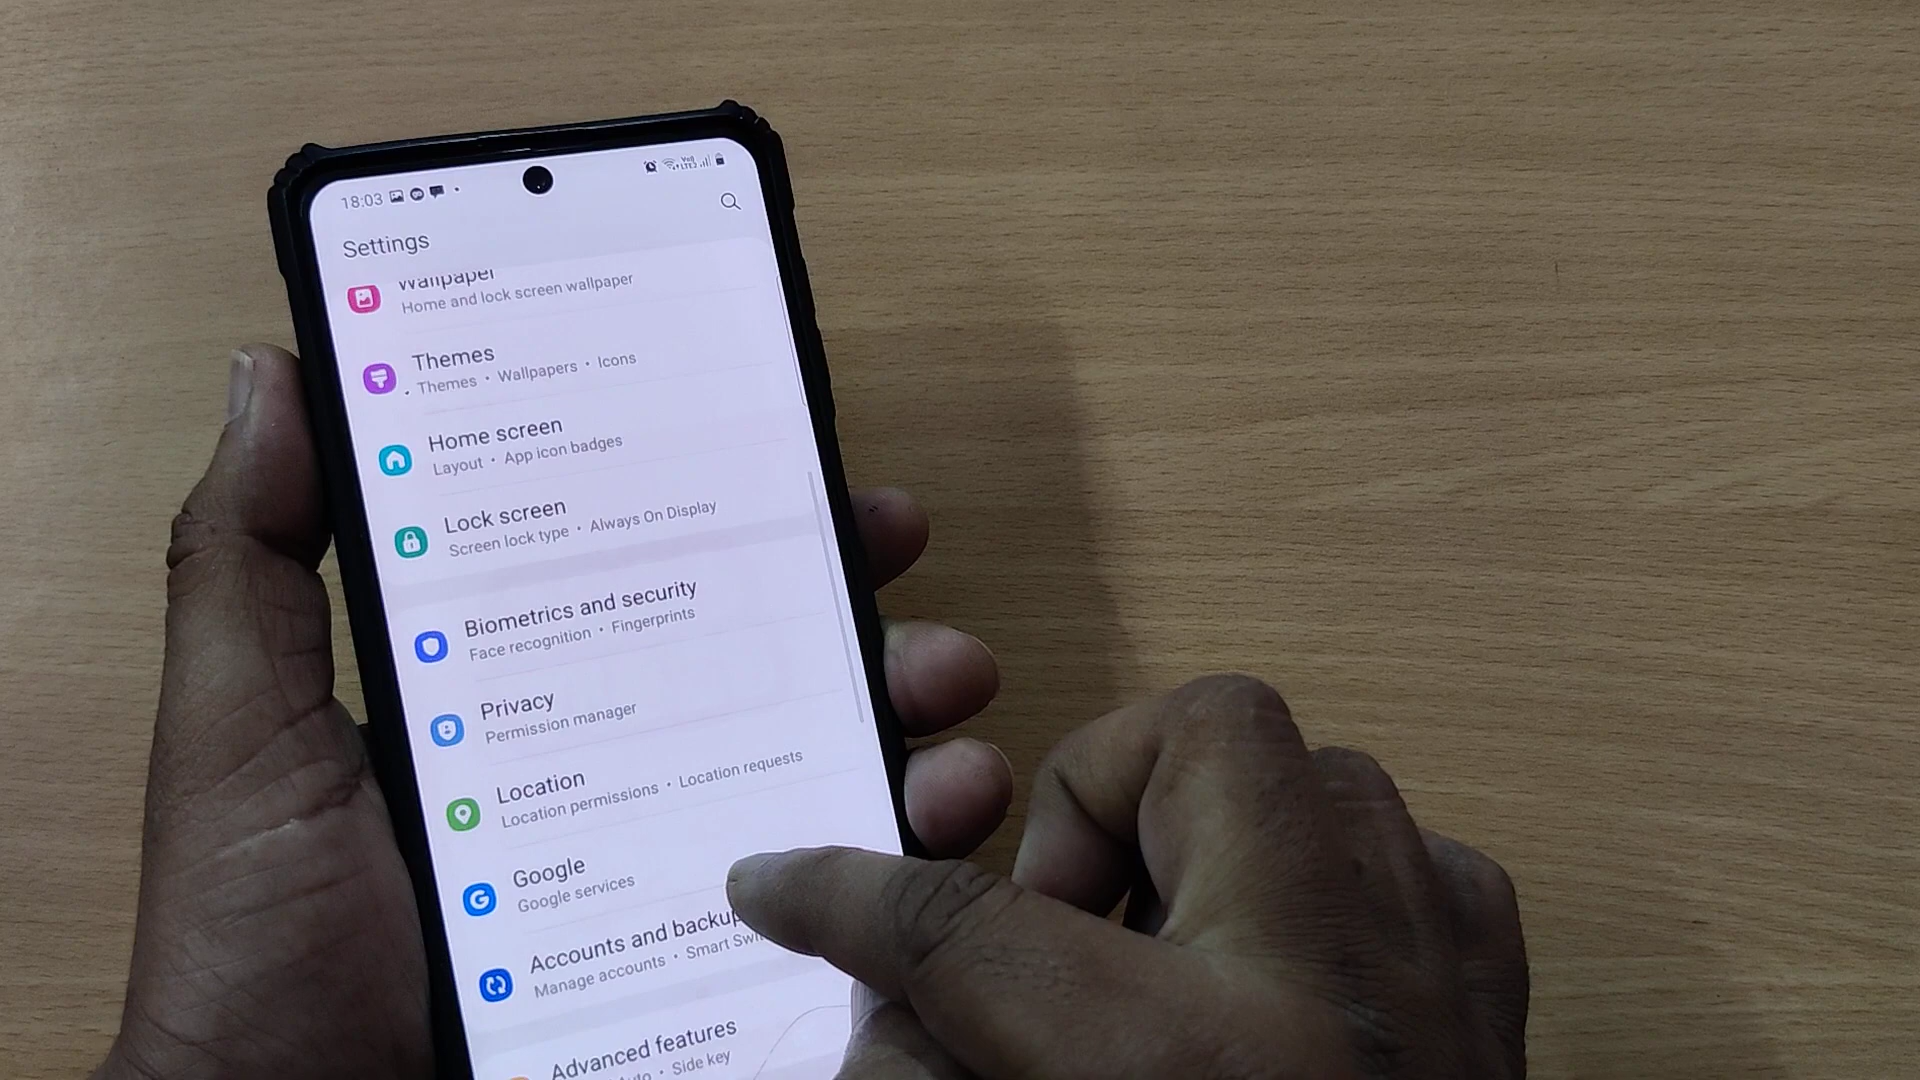 18:03
Settings
Wallpaper
Home and lock screen wallpaper
Themes
Themes • Wallpapers • Icons
Home screen
Layout • App icon badges
Lock screen
Screen lock type • Always On Display
Biometrics and security
Face recognition • Fingerprints
Privacy
Permission manager
Location
Location permissions • Location requests
Google
Google services
Accounts and backup
Manage accounts • Smart
Advanced features
• Side key